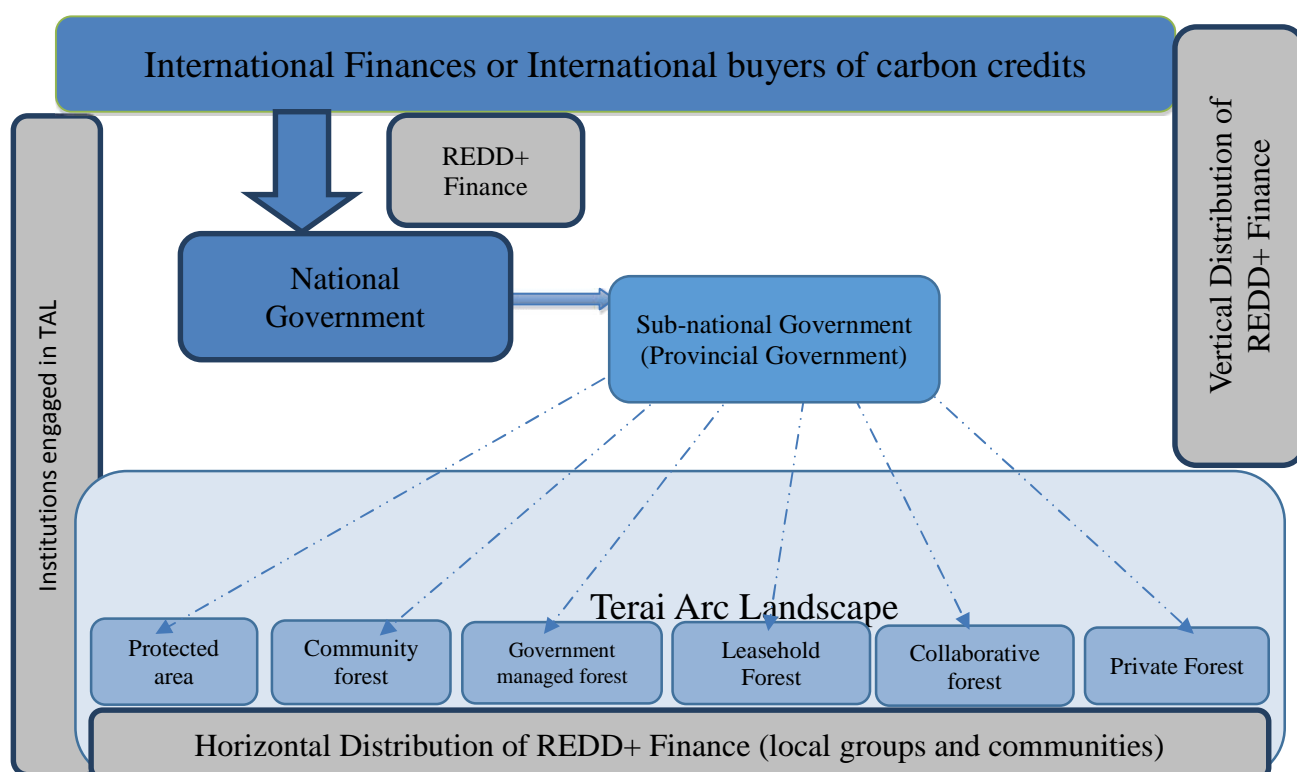 International Finances or International buyers of carbon credits
REDD+
Finance
Vertical Distribution of
REDD+ Finance
National
Government
Sub-national Government
(Provincial Government)
Institutions engaged in TAL
Terai Arc Landscape
Protected
area
Community
forest
Government
managed forest
Leasehold
Forest
Collaborative
forest
Private Forest
Horizontal Distribution of REDD+ Finance (local groups and communities)